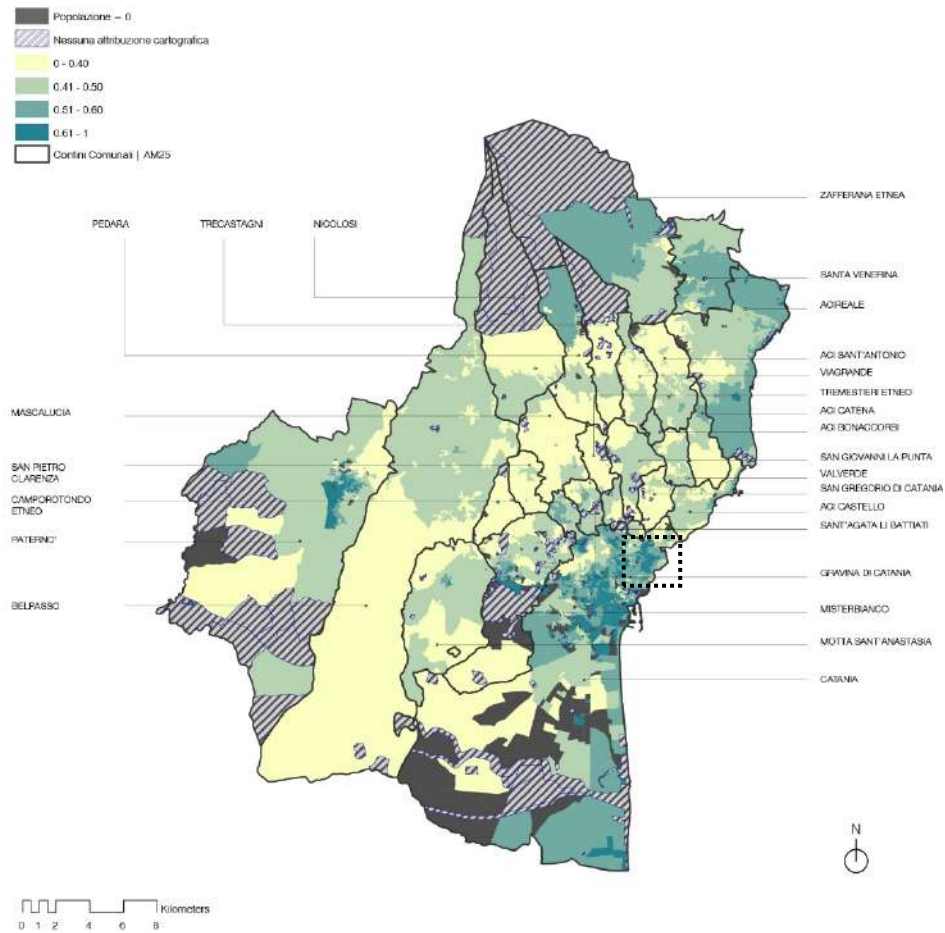 Popolazione = 0
Nessuna attribuzione cartografica
0 - 0.40
0.41 - 0.50
0.51 - 0.60
0.61 - 1
Confini Comunali | AM25
ZAFFERANA ETNEA
PEDARA
TRECASTAGNI
NICOLOSI
SANTA VENERINA
ACIREALE
ACI SANT'ANTONIO
VIAGRANDE
TREMESTIERI ETNEO
MASCALUCIA
ACI CATENA
ACI BONACCORSI
SAN GIOVANNI LA PUNTA
SAN PIETRO
CLARENZA
VALVERDE
SAN GREGORIO DI CATANIA
CAMPOROTONDO
ETNEO
ACI CASTELLO
SANT'AGATA LI BATTIATI
PATERNO'
GRAVINA DI CATANIA
BELPASSO
MISTERBIANCO
MOTTA SANT'ANASTASIA
CATANIA
N
Kilometers
0 1 2 4 6 8